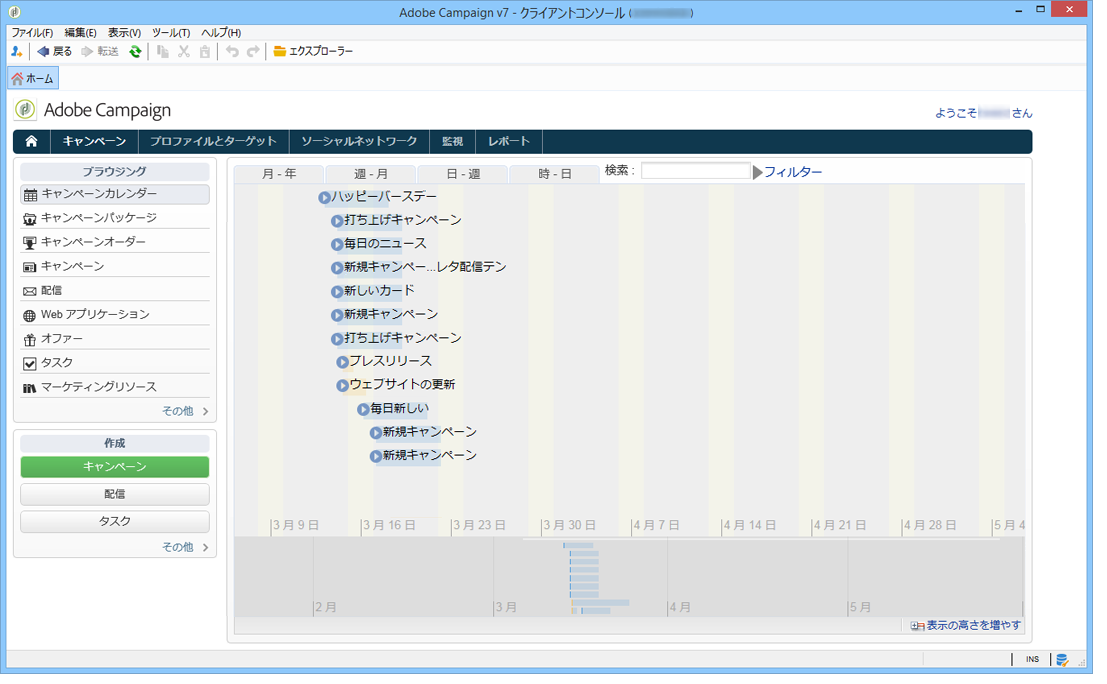 Adobe Campaign v7 - クライアントコンソール (
)
ファイル(F) 編集(E) 表示(V) ツール(T) ヘルプ(H)
戻る 転送 エクスプローラー
ホーム
Adobe Campaign
ようこそ さん
キャンペーン プロファイルとターゲット ソーシャルネットワーク 監視 レポート
ブラウジング
キャンペーンカレンダー
キャンペーンパッケージ
キャンペーンオーダー
キャンペーン
配信
Web アプリケーション
オファー
タスク
マーケティングリソース
その他
作成
キャンペーン
配信
タスク
その他
月 - 年 週 - 月 日 - 週 時 - 日 検索 : フィルター
ハッピーバースデー
打ち上げキャンペーン
毎日のニュース
新規キャンペー...レタ配信テン
新しいカード
新規キャンペーン
打ち上げキャンペーン
プレスリリース
ウェブサイトの更新
毎日新しい
新規キャンペーン
新規キャンペーン
3 月 9 日 3 月 16 日 3 月 23 日 3 月 30 日 4 月 7 日 4 月 14 日 4 月 21 日 4 月 28 日 5 月 4
2 月 3 月 4 月 5 月
表示の高さを増やす
INS